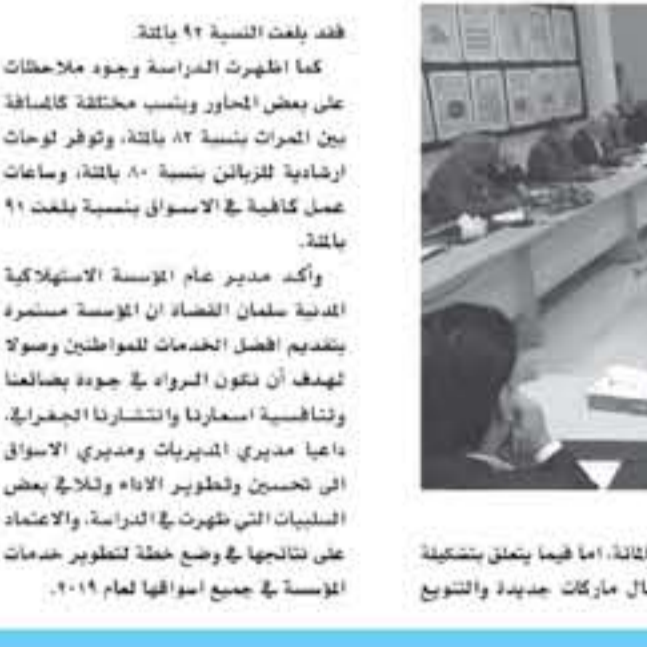 المائة، اما فيما يتعلق بتشكيلة
ال ماركات جديدة والتنويع
فقد بلغت النسبة ٩٢ بالمئة.
كما اظهرت الدراسة وجود ملاحظات
على بعض المحاور وبنسب مختلفة كالمسافة
بين الممرات بنسبة ٨٢ بالمئة، وتوفر لوحات
ارشادية للزبائن بنسبة ٨٠ بالمئة، وساعات
عمل كافية في الاسواق بنسبة بلغت ٩١
بالمئة.
وأكد مدير عام المؤسسة الاستهلاكية
المدنية سلمان القضاة ان المؤسسة مستمرة
بتقديم افضل الخدمات للمواطنين وصولا
لهدف أن نكون الرواد في جودة بضائعنا
وتنافسية اسعارنا وانتشارنا الجغرافي،
داعيا مديري المديريات ومديري الاسواق
الى تحسين وتطوير الاداء وتلافي بعض
السلبيات التي ظهرت في الدراسة، والاعتماد
على نتائجها في وضع خطة لتطوير خدمات
المؤسسة في جميع اسواقها لعام ٢٠١٩.